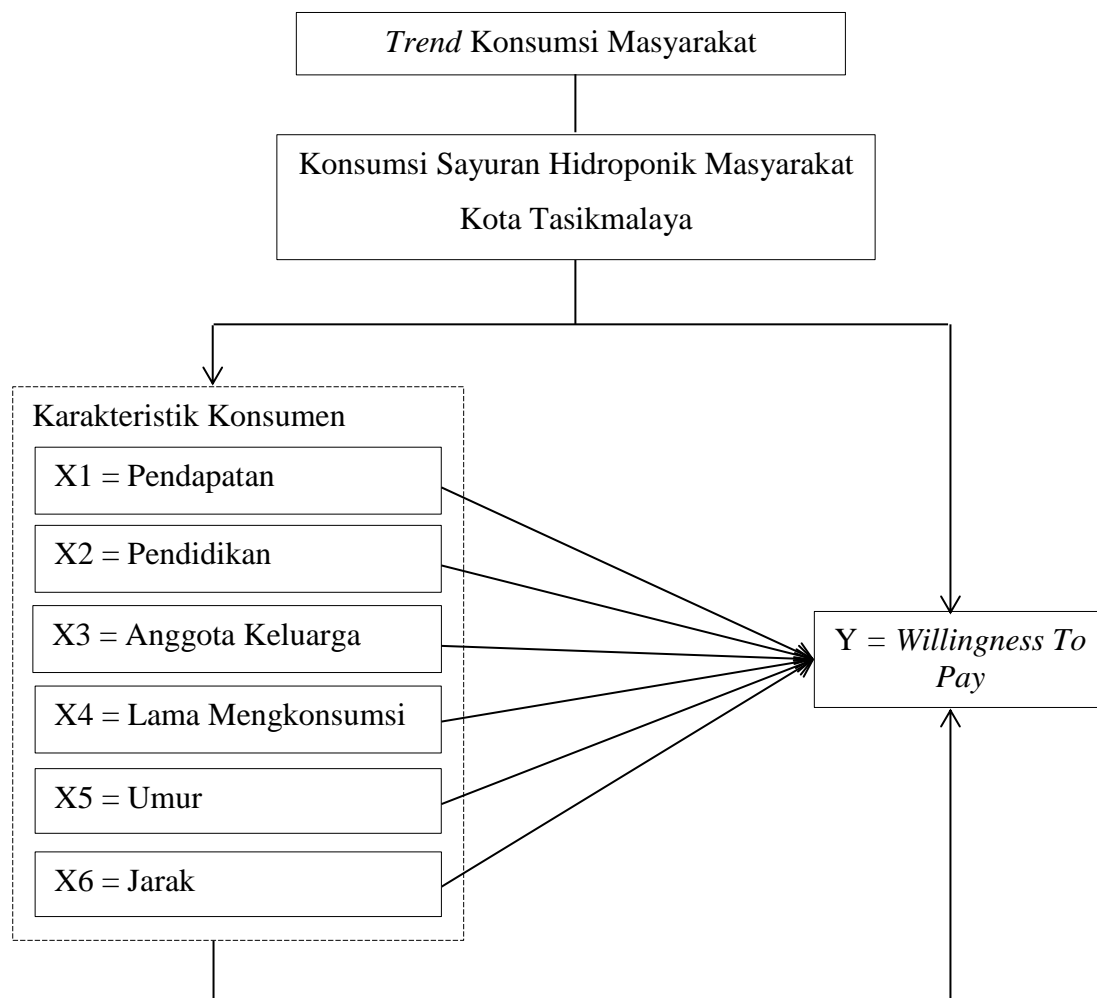 Trend Konsumsi Masyarakat
Konsumsi Sayuran Hidroponik Masyarakat
Kota Tasikmalaya
Karakteristik Konsumen
X1 = Pendapatan
X2 = Pendidikan
X3 = Anggota Keluarga
X4 = Lama Mengkonsumsi
X5 = Umur
X6 = Jarak
Y = Willingness To
Pay